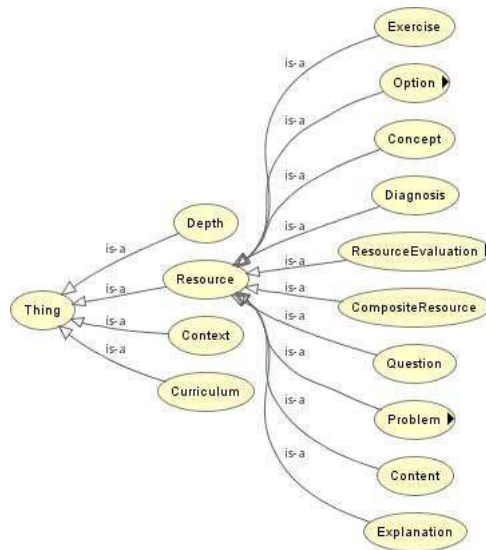 Exercise
is-a
Option
is-a
Concept
is-a
Diagnosis
is-a
Depth
is-a
ResourceEvaluation
is-a
Resource
is-a
Thing
is-a
CompositeResource
is-a
Context
is-a
Question
is-a
Curriculum
is-a
Problem
is-a
Content
is-a
Explanation